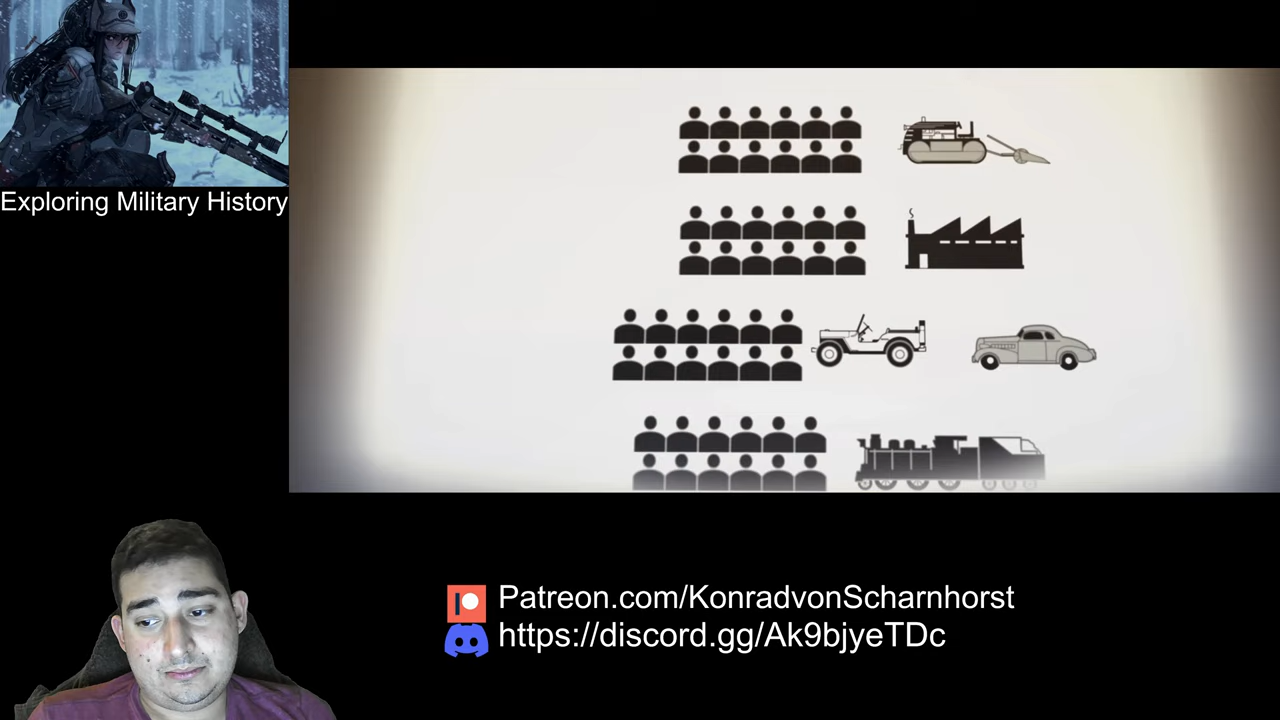 Exploring Military History
Patreon.com/KonradvonScharnhorst
https://discord.gg/Ak9bjyeTDc